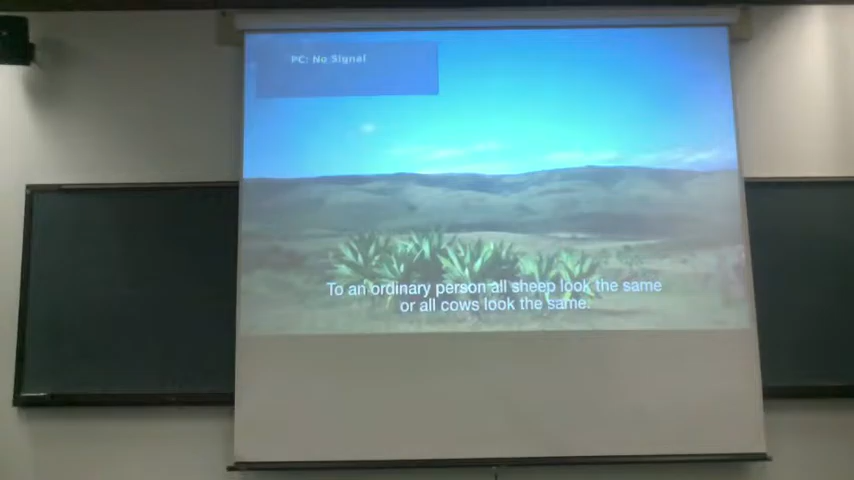 PC: No Signal
To an ordinary person all sheep look the same
or all cows look the same.